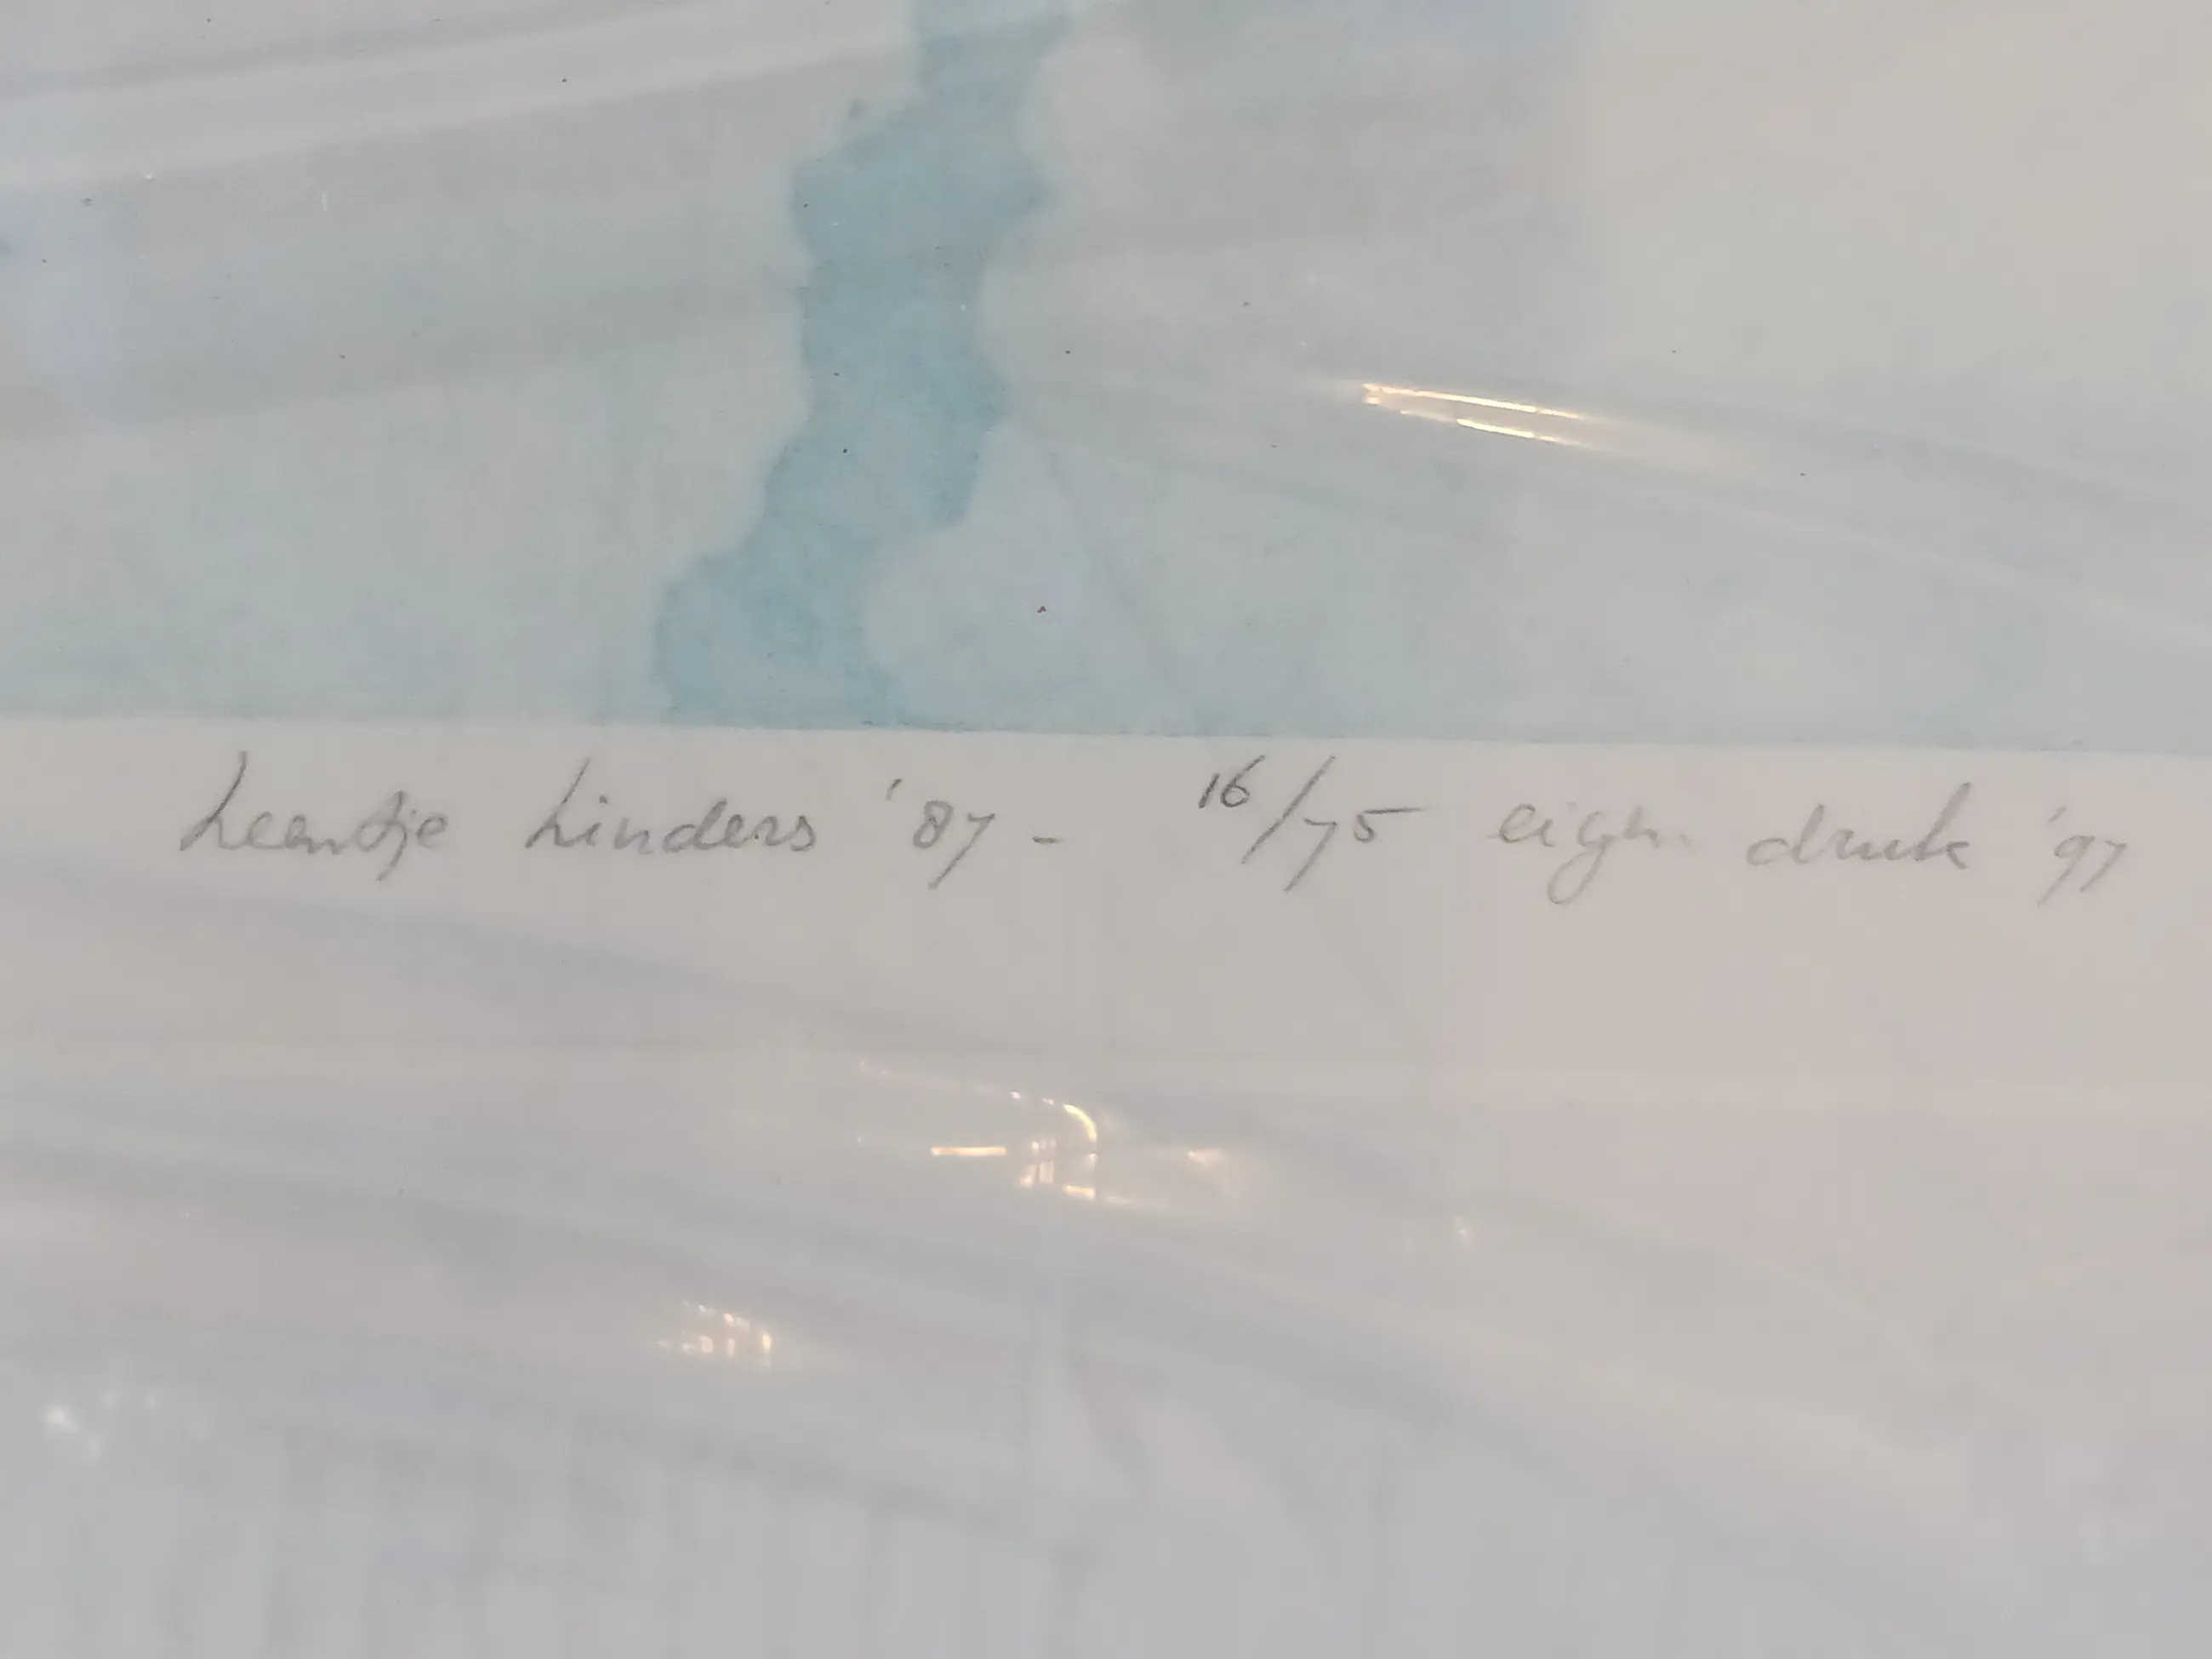 Leentje Linders '87 - 16/75 eigen druk '97